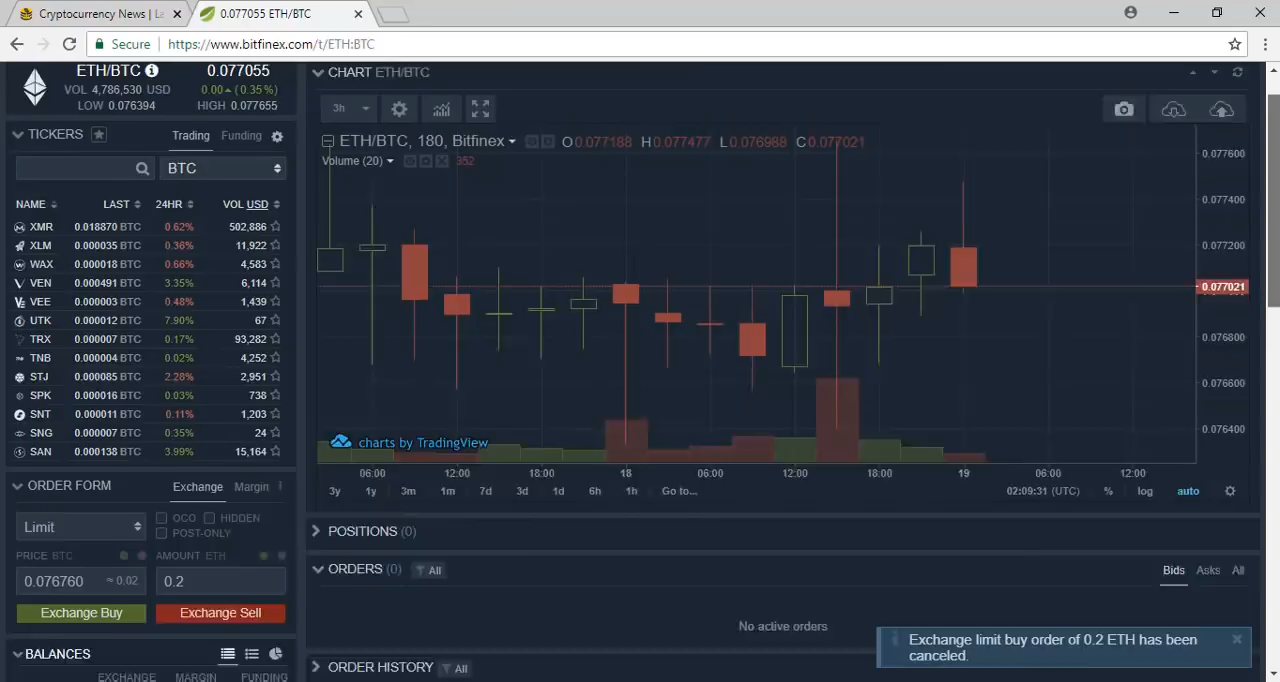 Cryptocurrency News | La
0.077055 ETH/BTC
Secure
https://www.bitfinex.com/t/ETH:BTC
ETH/BTC 0.077055
VOL 4,786,530 USD 0.00 (0.35%)
LOW 0.076394 HIGH 0.077655
TICKERS Trading Funding
BTC
NAME LAST 24HR VOL USD
XMR 0.018870 BTC 0.62% 502,886
XLM 0.000035 BTC 0.36% 11,922
WAX 0.000018 BTC 0.66% 4,583
VEN 0.000491 BTC 3.35% 6,114
VEE 0.000003 BTC 0.48% 1,439
UTK 0.000012 BTC 7.90% 67
TRX 0.000007 BTC 0.17% 93,282
TNB 0.000004 BTC 0.02% 4,252
STJ 0.000085 BTC 2.28% 2,951
SPK 0.000016 BTC 0.03% 738
SNT 0.000011 BTC 0.11% 1,203
SNG 0.000007 BTC 0.35% 24
SAN 0.000138 BTC 3.99% 15,164
ORDER FORM Exchange Margin
Limit
OCO HIDDEN
POST-ONLY
PRICE BTC AMOUNT ETH
0.076760 ≈ 0.02 0.2
Exchange Buy Exchange Sell
BALANCES
EXCHANGE MARGIN FUNDING
CHART ETH/BTC
3h
ETH/BTC, 180, Bitfinex O0.077188 H0.077477 L0.076988 C0.077021
Volume (20) 352
0.077600
0.077400
0.077200
0.077021
0.076800
0.076600
0.076400
charts by TradingView
06:00 12:00 18:00 18 06:00 12:00 18:00 19 06:00 12:00
3y 1y 3m 1m 7d 3d 1d 6h 1h Go to... 02:09:31 (UTC) % log auto
POSITIONS (0)
ORDERS (0) All Bids Asks All
No active orders
Exchange limit buy order of 0.2 ETH has been
canceled.
ORDER HISTORY All